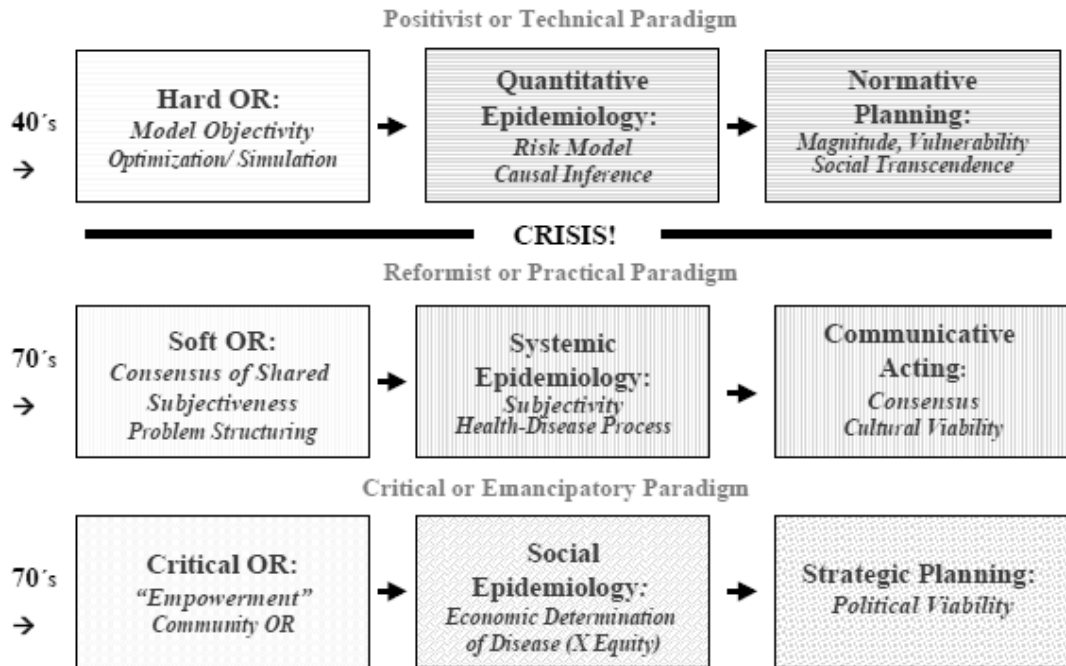 Positivist or Technical Paradigm
40´s
→
Hard OR:
Model Objectivity
Optimization/ Simulation
Quantitative
Epidemiology:
Risk Model
Causal Inference
Normative
Planning:
Magnitude, Vulnerability
Social Transcendence
CRISIS!
Reformist or Practical Paradigm
70´s
→
Soft OR:
Consensus of Shared
Subjectiveness
Problem Structuring
Systemic
Epidemiology:
Subjectivity
Health-Disease Process
Communicative
Acting:
Consensus
Cultural Viability
Critical or Emancipatory Paradigm
70´s
→
Critical OR:
“Empowerment”
Community OR
Social
Epidemiology:
Economic Determination
of Disease (X Equity)
Strategic Planning:
Political Viability